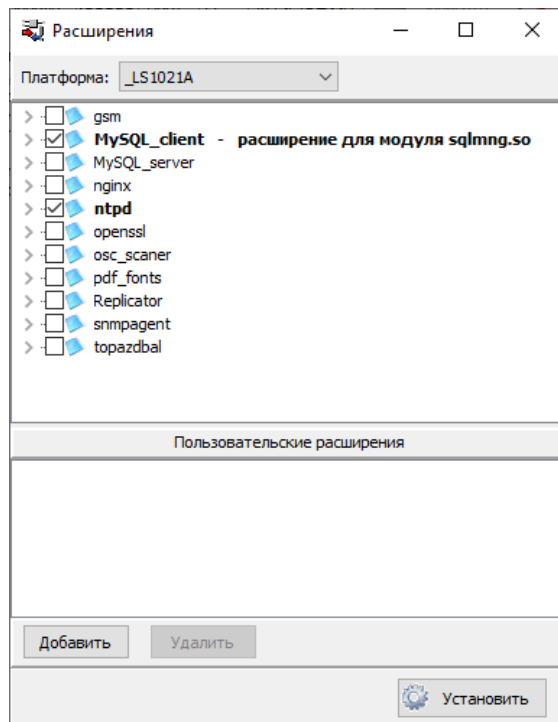 Расширения
Платформа: _LS1021A
gsm
MySQL_client - расширение для модуля sqlmng.so
MySQL_server
nginx
ntpd
openssl
osc_scaner
pdf_fonts
Replicator
snmpagent
topazdbal
Пользовательские расширения
Добавить Удалить
Установить